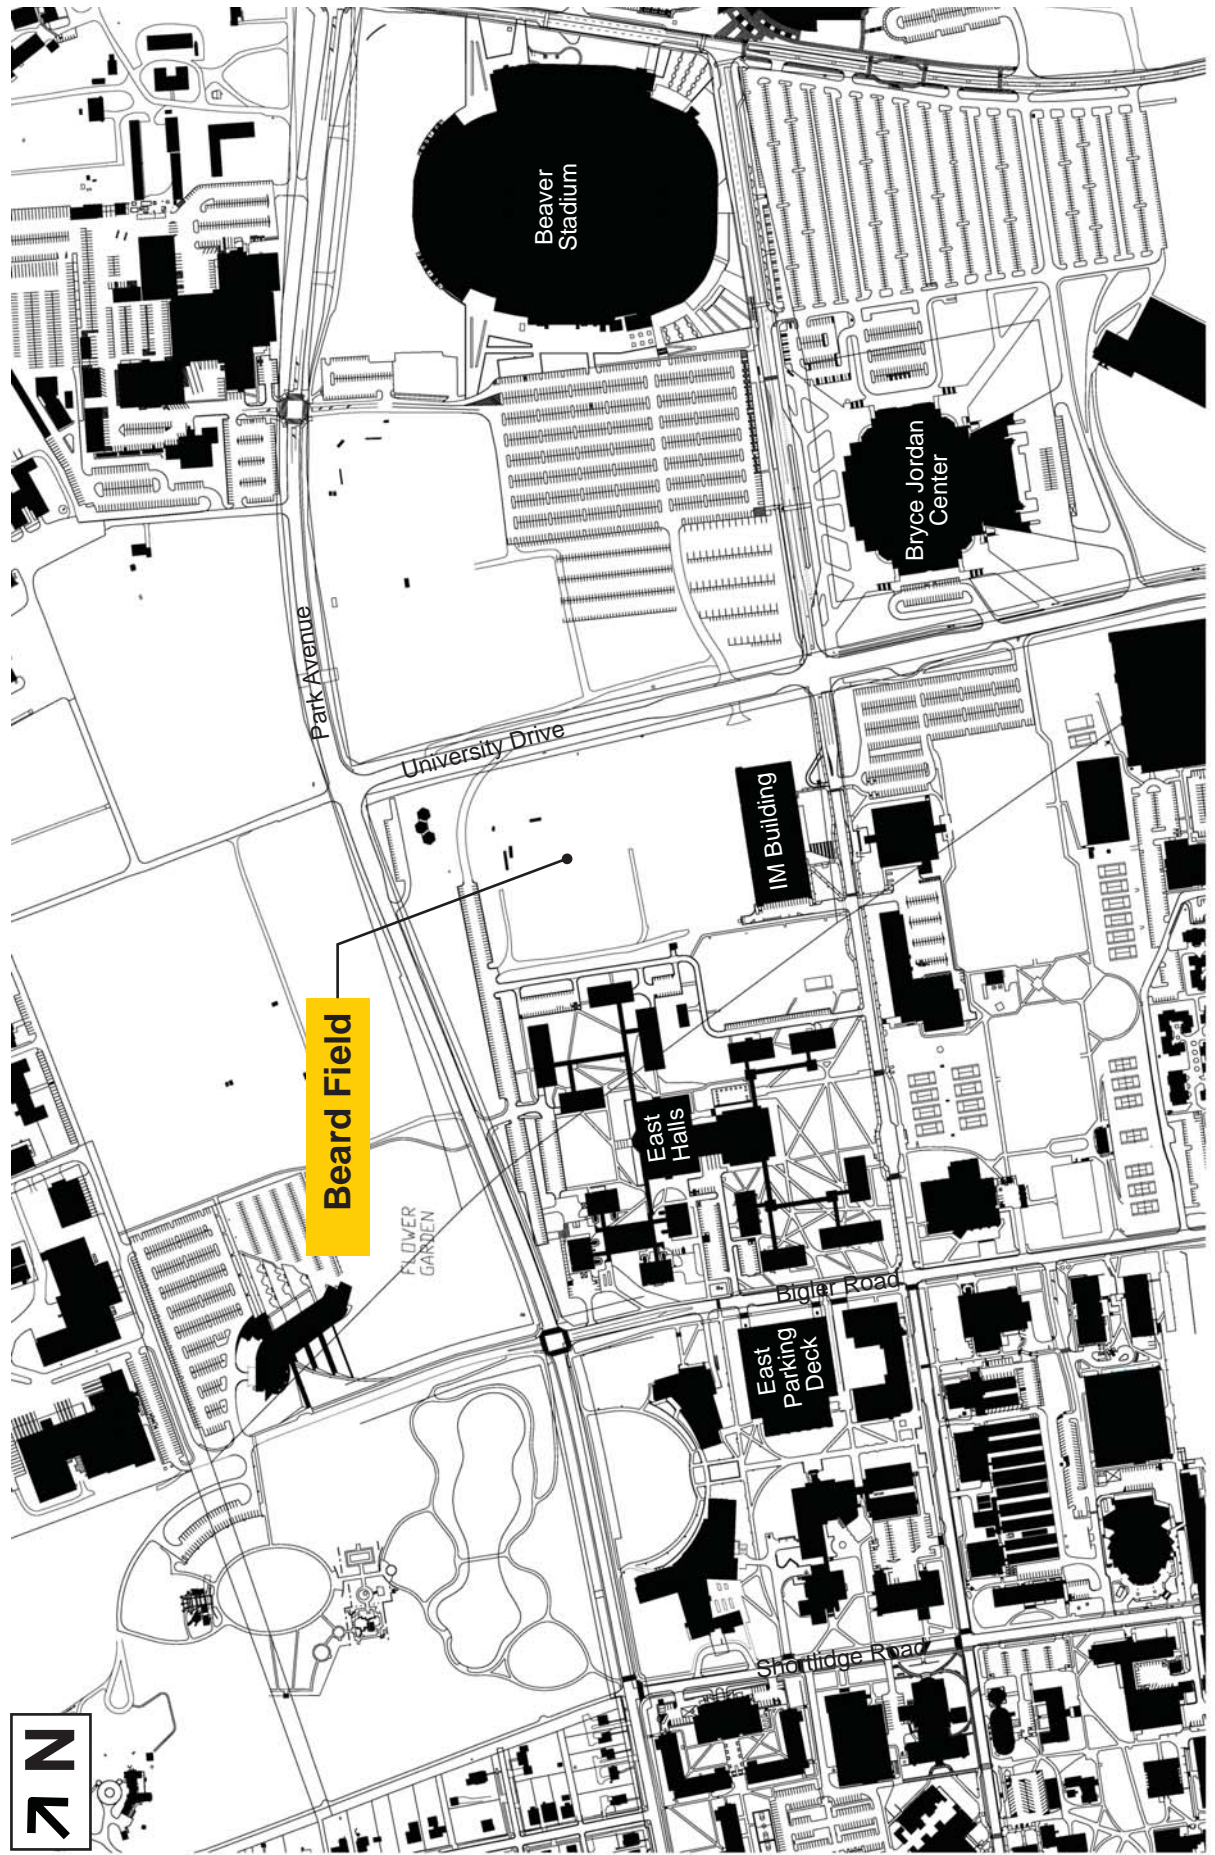 Beaver
Stadium
Bryce Jordan
Center
Park Avenue
University Drive
IM Building
Beard Field
East
Halls
FLOWER
GARDEN
Bigler Road
East
Parking
Deck
Shortlidge Road
N